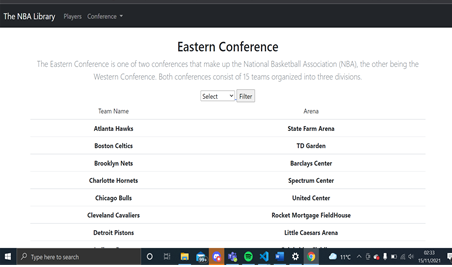 The NBA Library Players Conference
Eastern Conference
The Eastern Conference is one of two conferences that make up the National Basketball Association (NBA), the other being the
Western Conference. Both conferences consist of 15 teams organized into three divisions.
Select Filter
Team Name Arena
Atlanta Hawks State Farm Arena
Boston Celtics TD Garden
Brooklyn Nets Barclays Center
Charlotte Hornets Spectrum Center
Chicago Bulls United Center
Cleveland Cavaliers Rocket Mortgage FieldHouse
Detroit Pistons Little Caesars Arena
Type here to search
11°C
02:33
15/11/2021